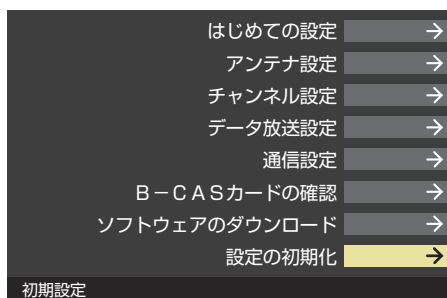 はじめての設定
アンテナ設定
チャンネル設定
データ放送設定
通信設定
Ｂ－ＣＡＳカードの確認
ソフトウェアのダウンロード
設定の初期化
初期設定